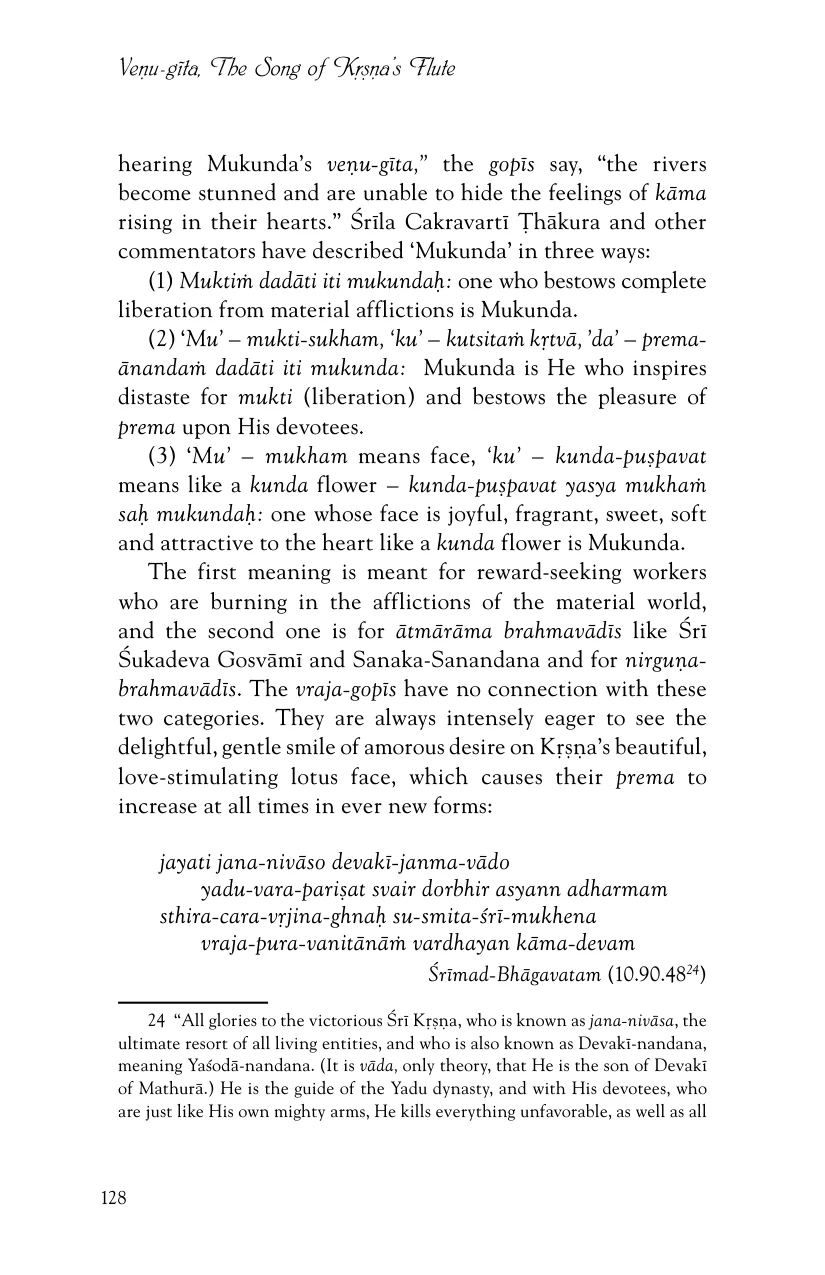 Veṇu-gīta, The Song of Kṛṣṇa's Flute
hearing Mukunda’s veṇu-gīta,” the gopīs say, “the rivers
become stunned and are unable to hide the feelings of kāma
rising in their hearts.” Śrīla Cakravartī Ṭhākura and other
commentators have described ‘Mukunda’ in three ways:
(1) Muktiṁ dadāti iti mukundaḥ: one who bestows complete
liberation from material afflictions is Mukunda.
(2) ‘Mu’ – mukti-sukham, ‘ku’ – kutsitaṁ kṛtvā, ’da’ – prema-
ānandaṁ dadāti iti mukunda: Mukunda is He who inspires
distaste for mukti (liberation) and bestows the pleasure of
prema upon His devotees.
(3) ‘Mu’ – mukham means face, ‘ku’ – kunda-puṣpavat
means like a kunda flower – kunda-puṣpavat yasya mukhaṁ
saḥ mukundaḥ: one whose face is joyful, fragrant, sweet, soft
and attractive to the heart like a kunda flower is Mukunda.
The first meaning is meant for reward-seeking workers
who are burning in the afflictions of the material world,
and the second one is for ātmārāma brahmavādīs like Śrī
Śukadeva Gosvāmī and Sanaka-Sanandana and for nirguṇa-
brahmavādīs. The vraja-gopīs have no connection with these
two categories. They are always intensely eager to see the
delightful, gentle smile of amorous desire on Kṛṣṇa’s beautiful,
love-stimulating lotus face, which causes their prema to
increase at all times in ever new forms:
jayati jana-nivāso devakī-janma-vādo
yadu-vara-pariṣat svair dorbhir asyann adharmam
sthira-cara-vṛjina-ghnaḥ su-smita-śrī-mukhena
vraja-pura-vanitānāṁ vardhayan kāma-devam
Śrīmad-Bhāgavatam (10.90.48²⁴)
24 “All glories to the victorious Śrī Kṛṣṇa, who is known as jana-nivāsa, the
ultimate resort of all living entities, and who is also known as Devakī-nandana,
meaning Yaśodā-nandana. (It is vāda, only theory, that He is the son of Devakī
of Mathurā.) He is the guide of the Yadu dynasty, and with His devotees, who
are just like His own mighty arms, He kills everything unfavorable, as well as all
128